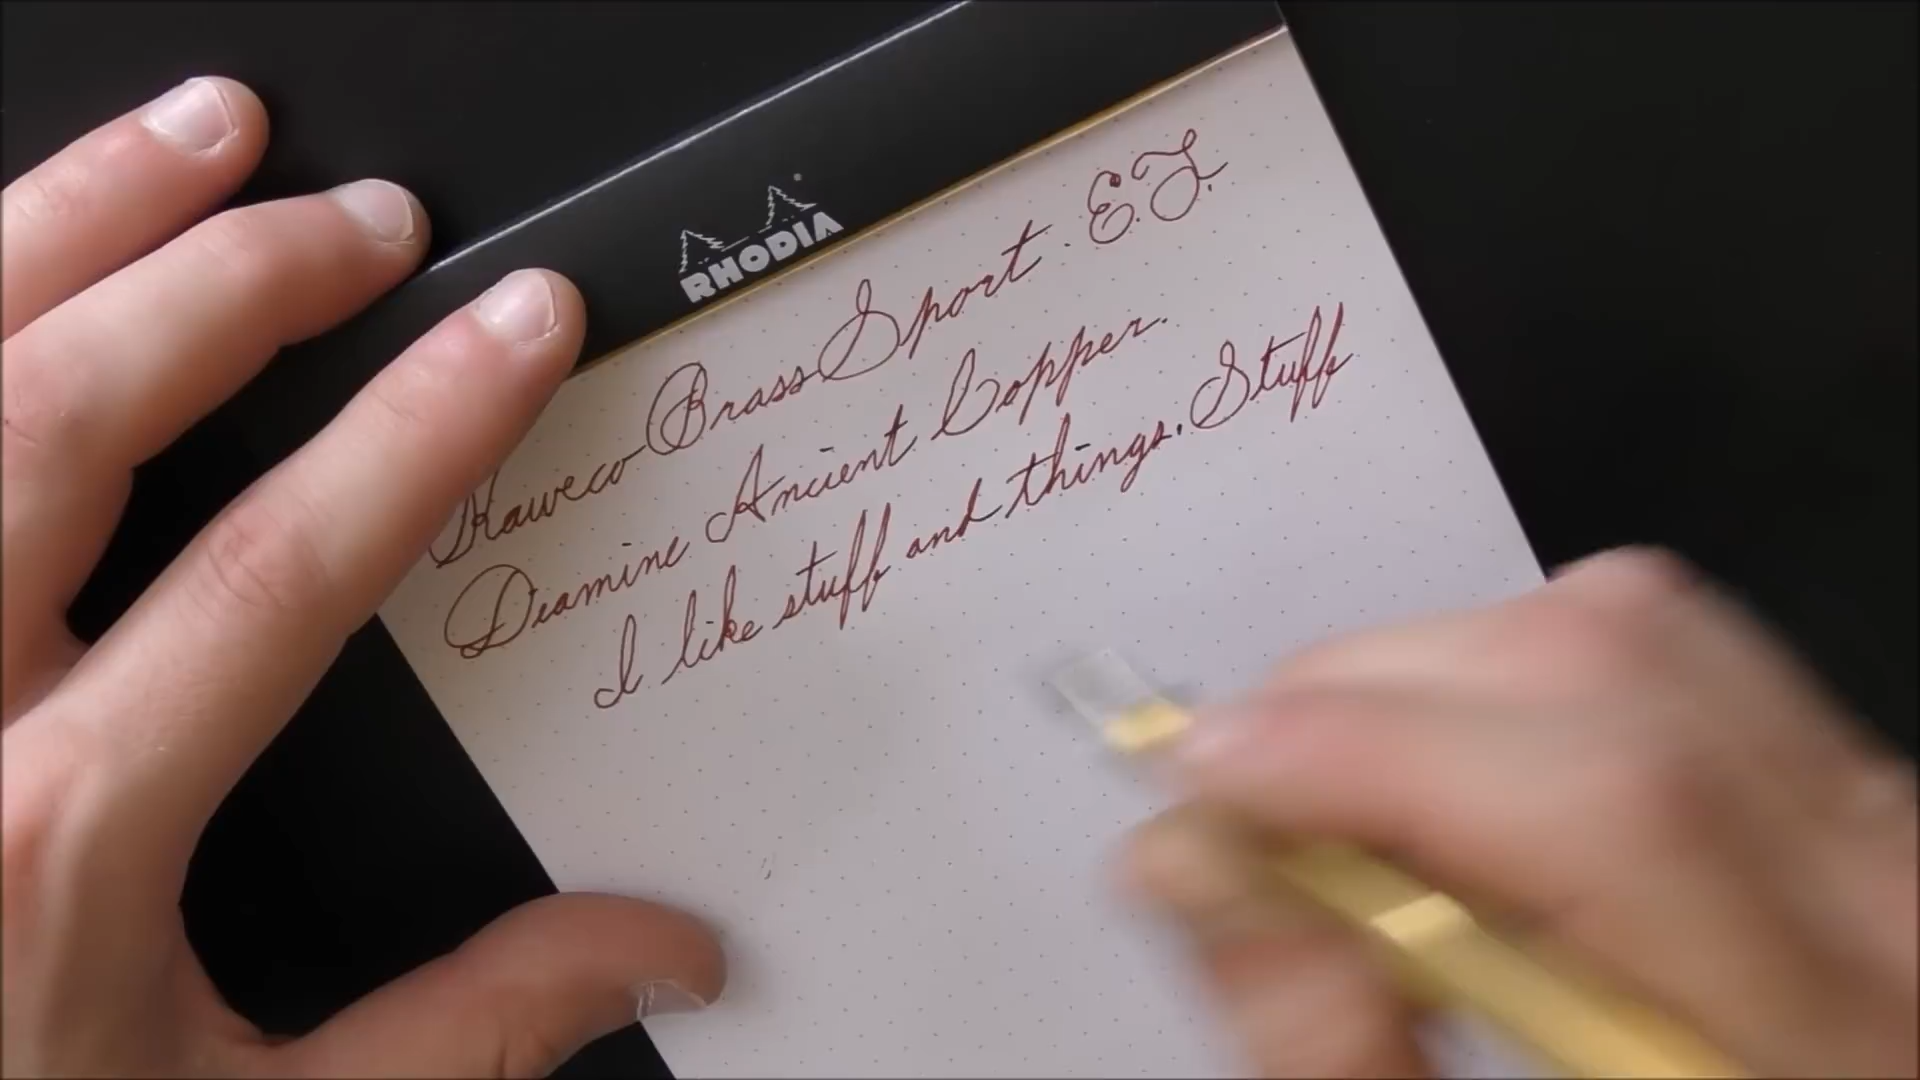 RHODIA
Kaweco Brass Sport. E.F.
Diamine Ancient Copper.
I like stuff and things. Stuff